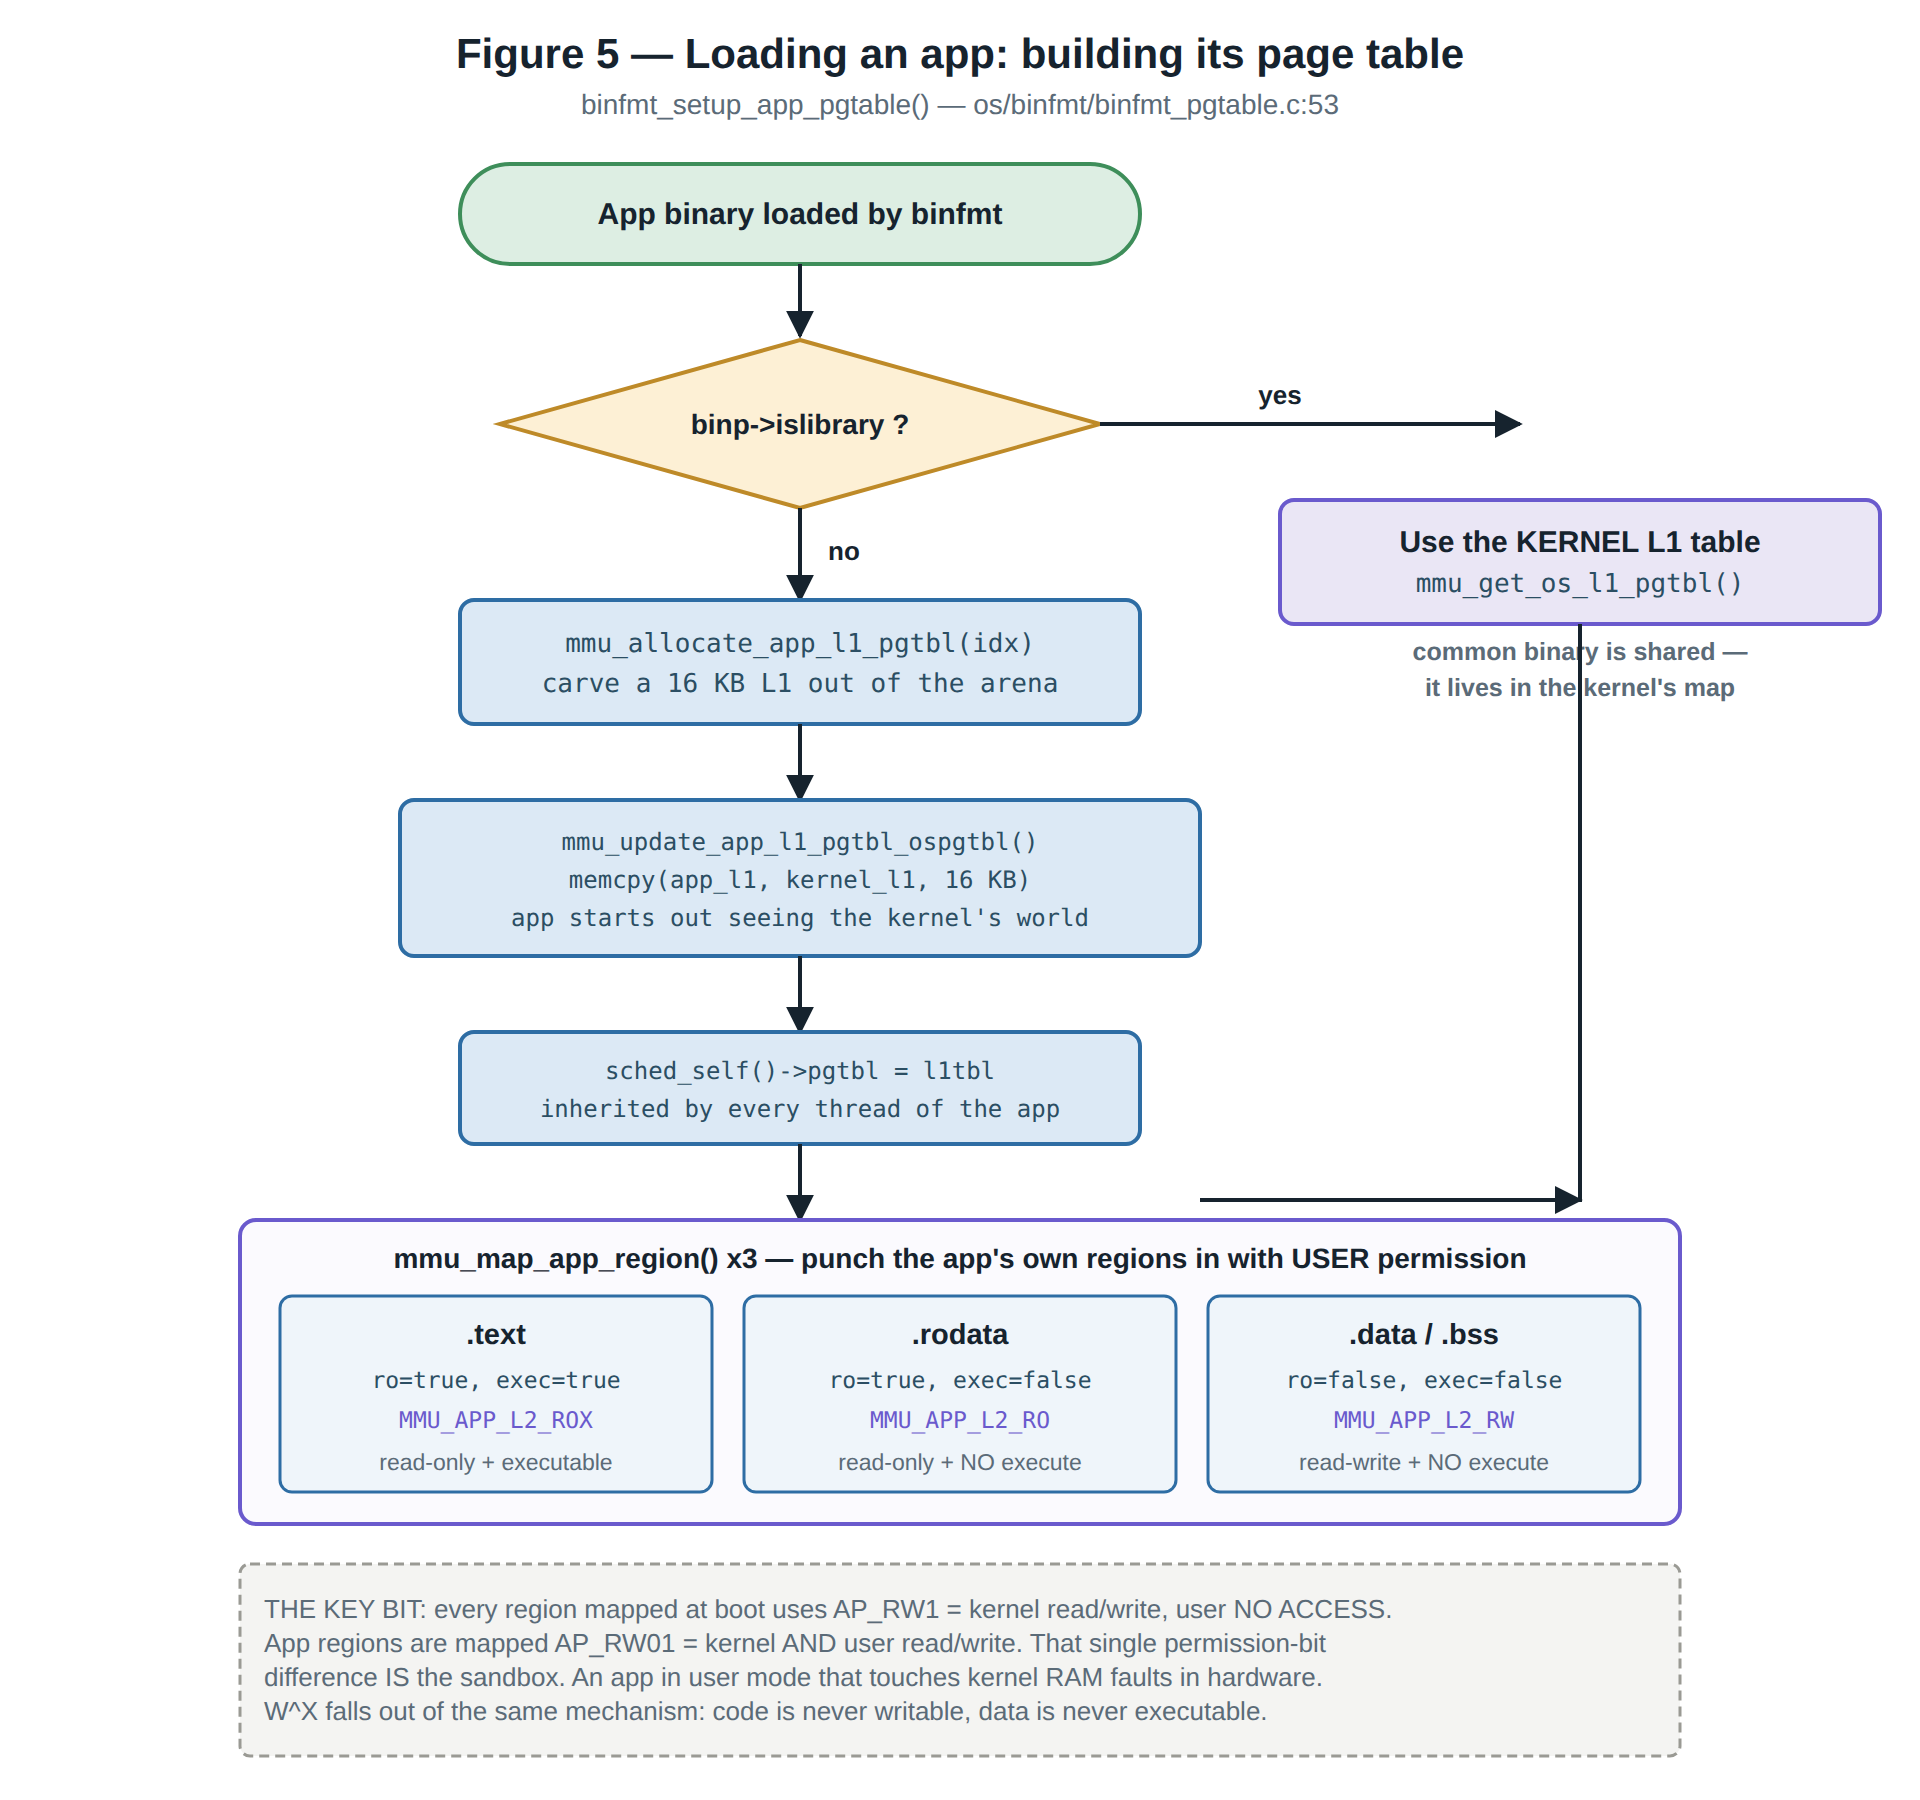 Figure 5 — Loading an app: building its page table
binfmt_setup_app_pgtable() — os/binfmt/binfmt_pgtable.c:53
App binary loaded by binfmt
binp->islibrary ?
yes
no
Use the KERNEL L1 table
mmu_get_os_l1_pgtbl()
common binary is shared —
it lives in the kernel's map
mmu_allocate_app_l1_pgtbl(idx)
carve a 16 KB L1 out of the arena
mmu_update_app_l1_pgtbl_ospgtbl()
memcpy(app_l1, kernel_l1, 16 KB)
app starts out seeing the kernel's world
sched_self()->pgtbl = l1tbl
inherited by every thread of the app
mmu_map_app_region() x3 — punch the app's own regions in with USER permission
.text
ro=true, exec=true
MMU_APP_L2_ROX
read-only + executable
.rodata
ro=true, exec=false
MMU_APP_L2_RO
read-only + NO execute
.data / .bss
ro=false, exec=false
MMU_APP_L2_RW
read-write + NO execute
THE KEY BIT: every region mapped at boot uses AP_RW1 = kernel read/write, user NO ACCESS.
App regions are mapped AP_RW01 = kernel AND user read/write. That single permission-bit
difference IS the sandbox. An app in user mode that touches kernel RAM faults in hardware.
W^X falls out of the same mechanism: code is never writable, data is never executable.